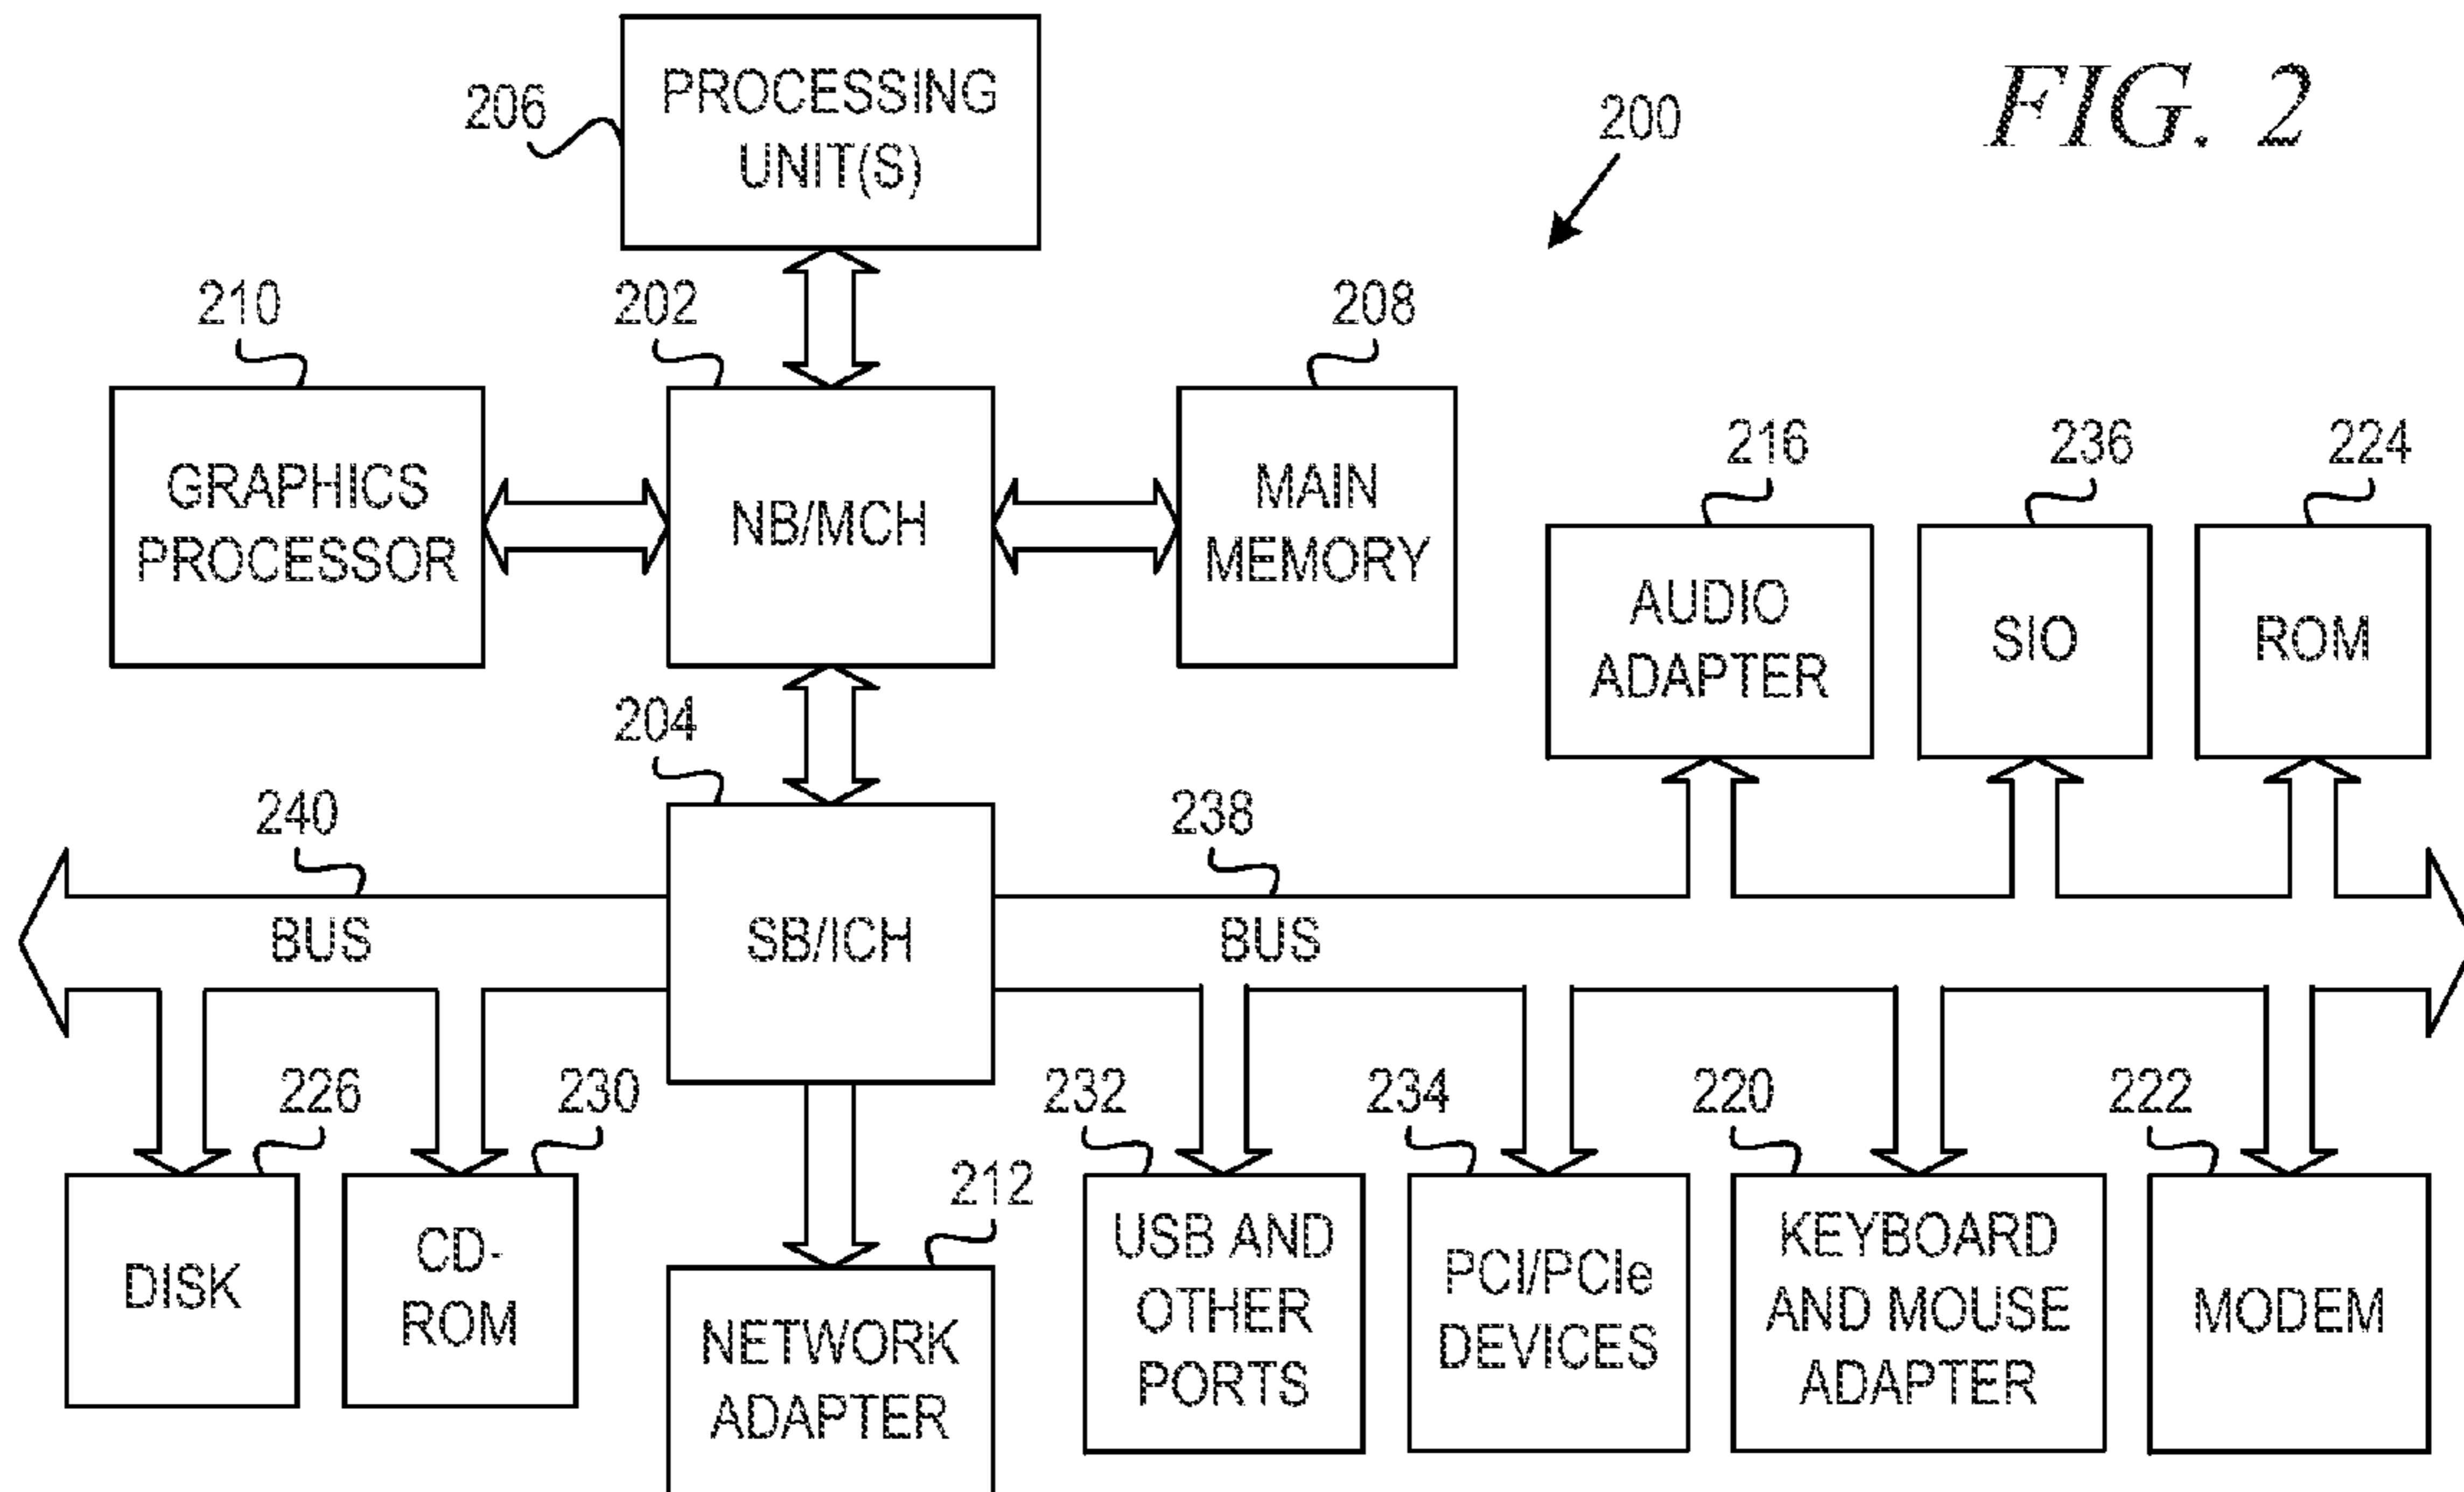 FIG. 2
200
206
PROCESSING
UNIT(S)
210
202
208
GRAPHICS
PROCESSOR
NB/MCH
MAIN
MEMORY
216
236
224
AUDIO
ADAPTER
SIO
ROM
204
240
238
BUS
SB/ICH
BUS
226
230
212
232
234
220
222
DISK
CD-
ROM
NETWORK
ADAPTER
USB AND
OTHER
PORTS
PCI/PCIe
DEVICES
KEYBOARD
AND MOUSE
ADAPTER
MODEM